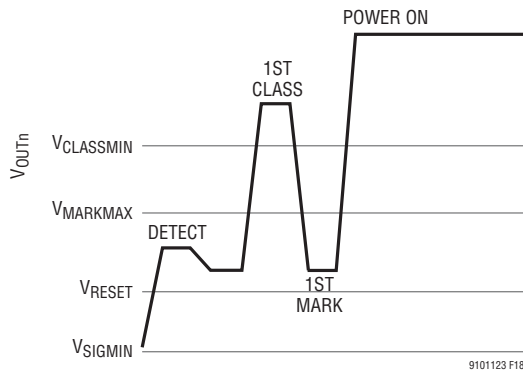 POWER ON
1ST
CLASS
VOUTn
VCLASSMIN
VMARKMAX
DETECT
VRESET
1ST
MARK
VSIGMIN
9101123 F18